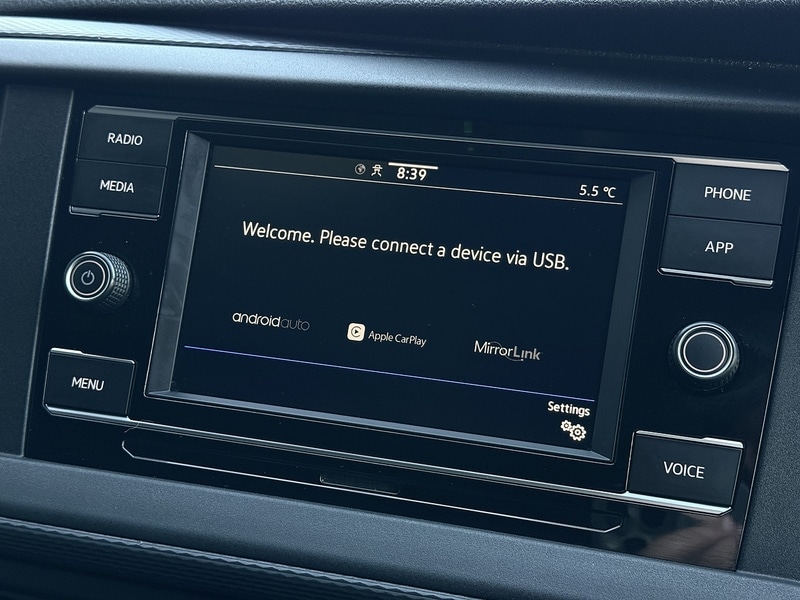 RADIO
MEDIA
MENU
8:39
5.5 °C
Welcome. Please connect a device via USB.
androidauto
Apple CarPlay
MirrorLink
Settings
PHONE
APP
VOICE